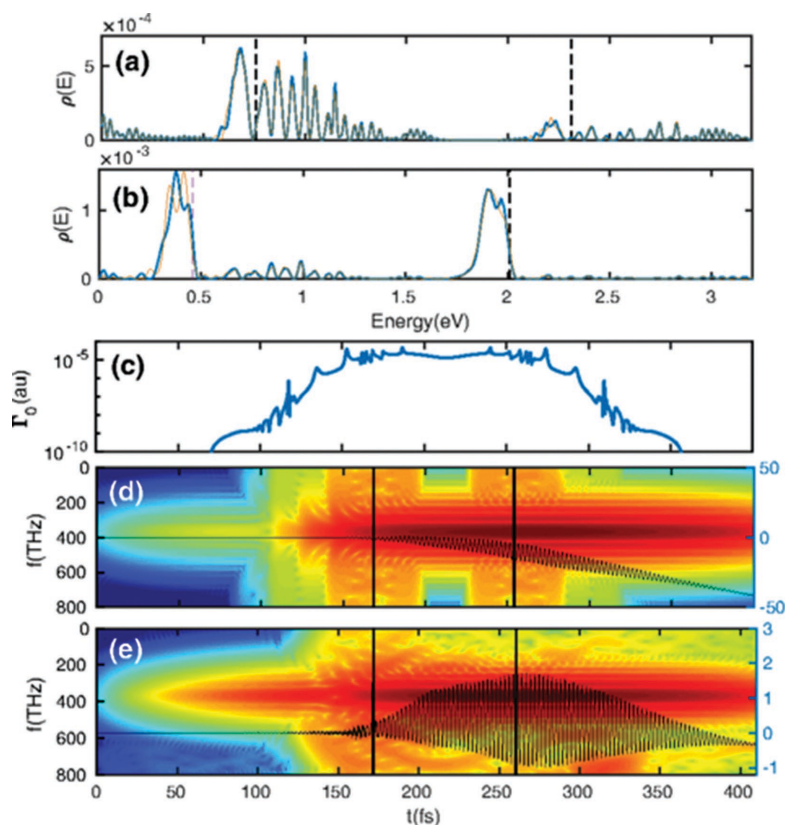 ×10⁻⁴
(a)
ρ(E)
5
0
×10⁻³
(b)
ρ(E)
1
0
0 0.5 1 1.5 2 2.5 3
Energy(eV)
(c)
Γ₀(au)
10⁻⁵
10⁻¹⁰
(d)
f(THz)
0
200
400
600
800
50
0
-50
(e)
f(THz)
0
200
400
600
800
3
2
1
0
-1
0 50 100 150 200 250 300 350 400
t(fs)